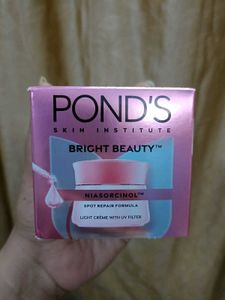 POND'S
SKIN INSTITUTE
BRIGHT BEAUTY™
NIASORCINOL™
SPOT REPAIR FORMULA
LIGHT CRÈME WITH UV FILTER